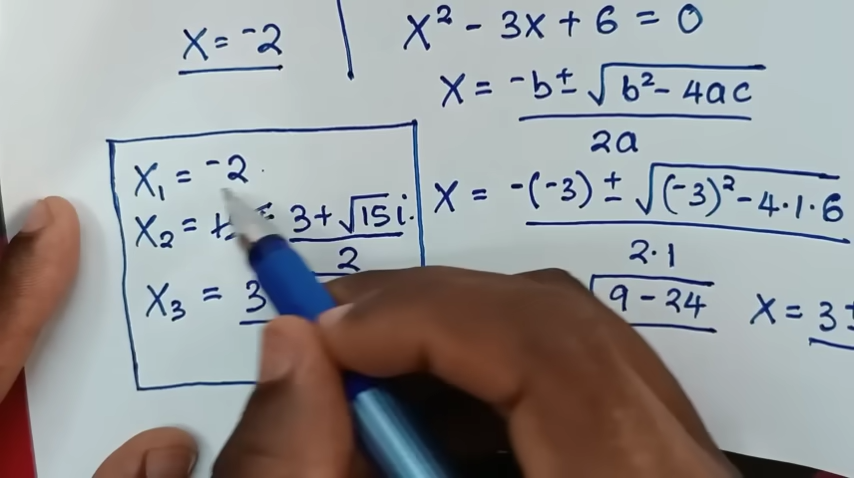 X = -2
X² - 3X + 6 = 0
X = -b ± √b² - 4ac
2a
X = -(-3) ± √(-3)² - 4·1·6
2·1
√9 - 24
X = 3 ±
X₁ = -2
X₂ = 3 + √15 i
2
X₃ = 3